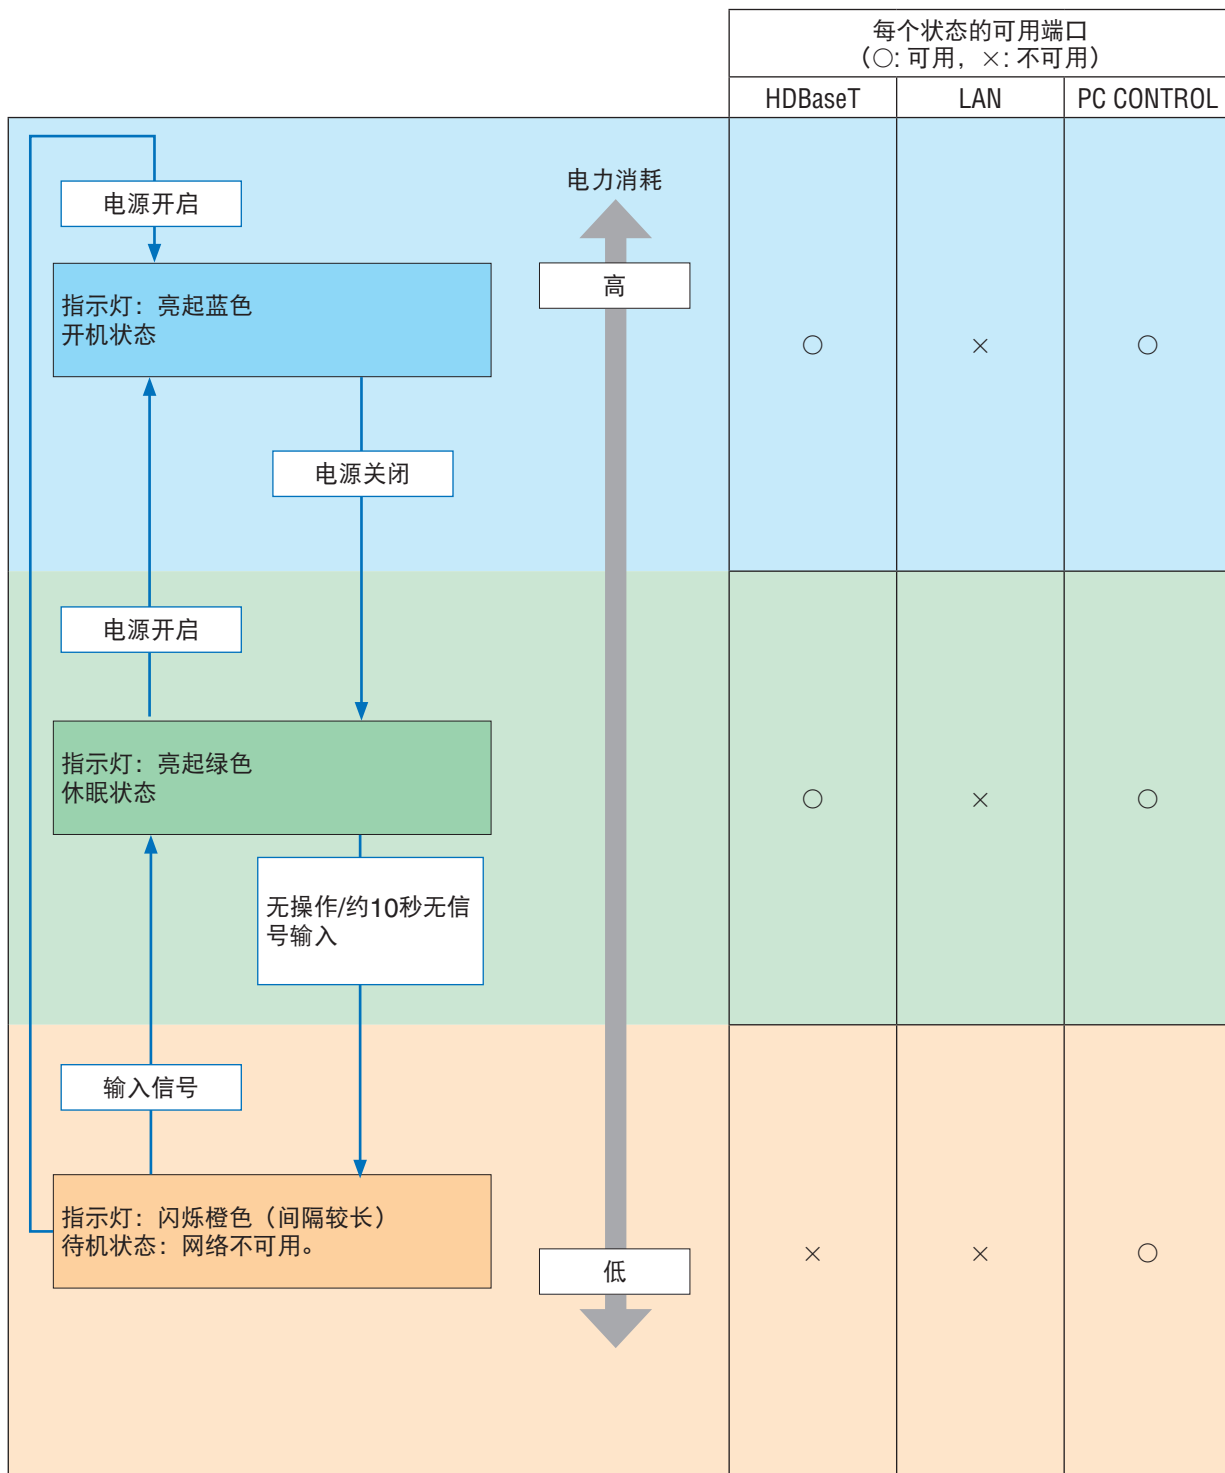 每个状态的可用端口
（○: 可用，×: 不可用）
HDBaseT
LAN
PC CONTROL
电力消耗
电源开启
高
指示灯：亮起蓝色
开机状态
○
×
○
电源关闭
电源开启
指示灯：亮起绿色
休眠状态
○
×
○
无操作/约10秒无信
号输入
输入信号
指示灯：闪烁橙色（间隔较长）
待机状态：网络不可用。
低
×
×
○